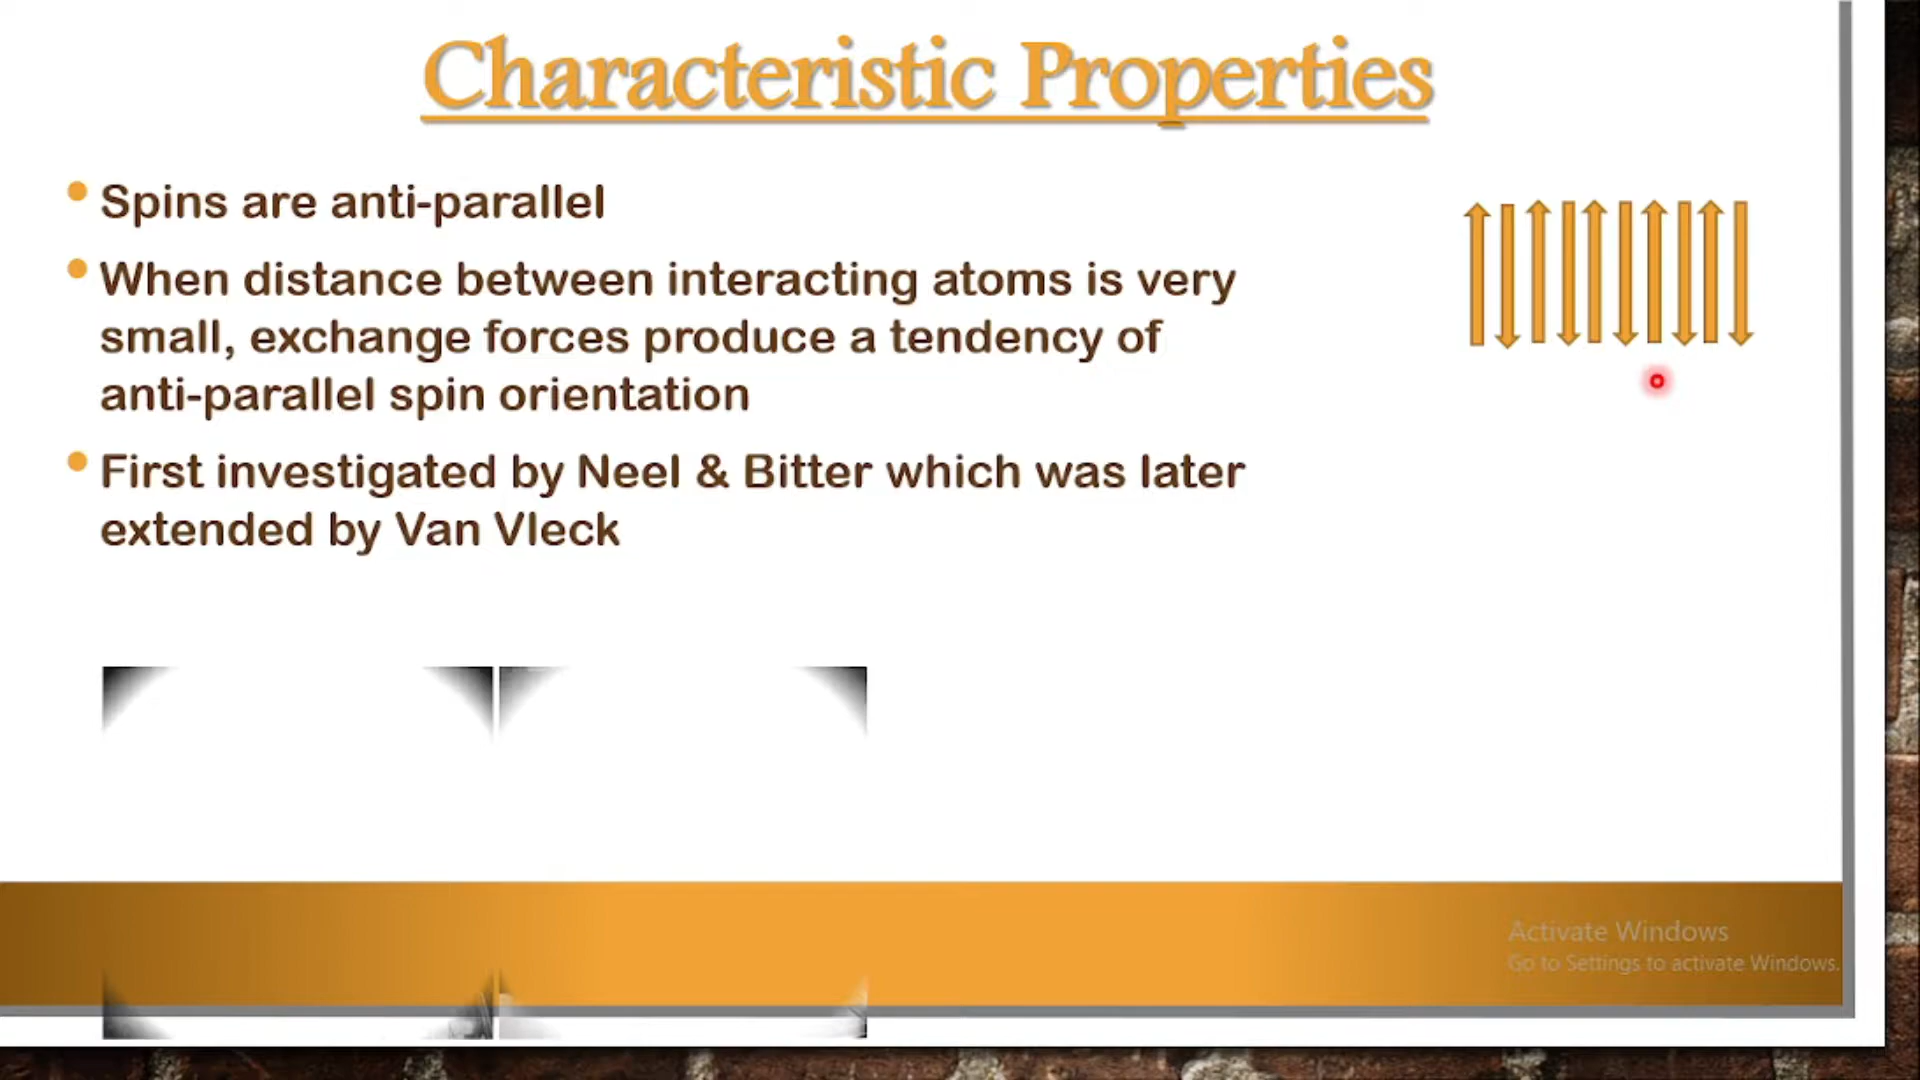 Characteristic Properties
Spins are anti-parallel
When distance between interacting atoms is very
small, exchange forces produce a tendency of
anti-parallel spin orientation
First investigated by Neel & Bitter which was later
extended by Van Vleck
Activate Windows
Go to Settings to activate Windows.